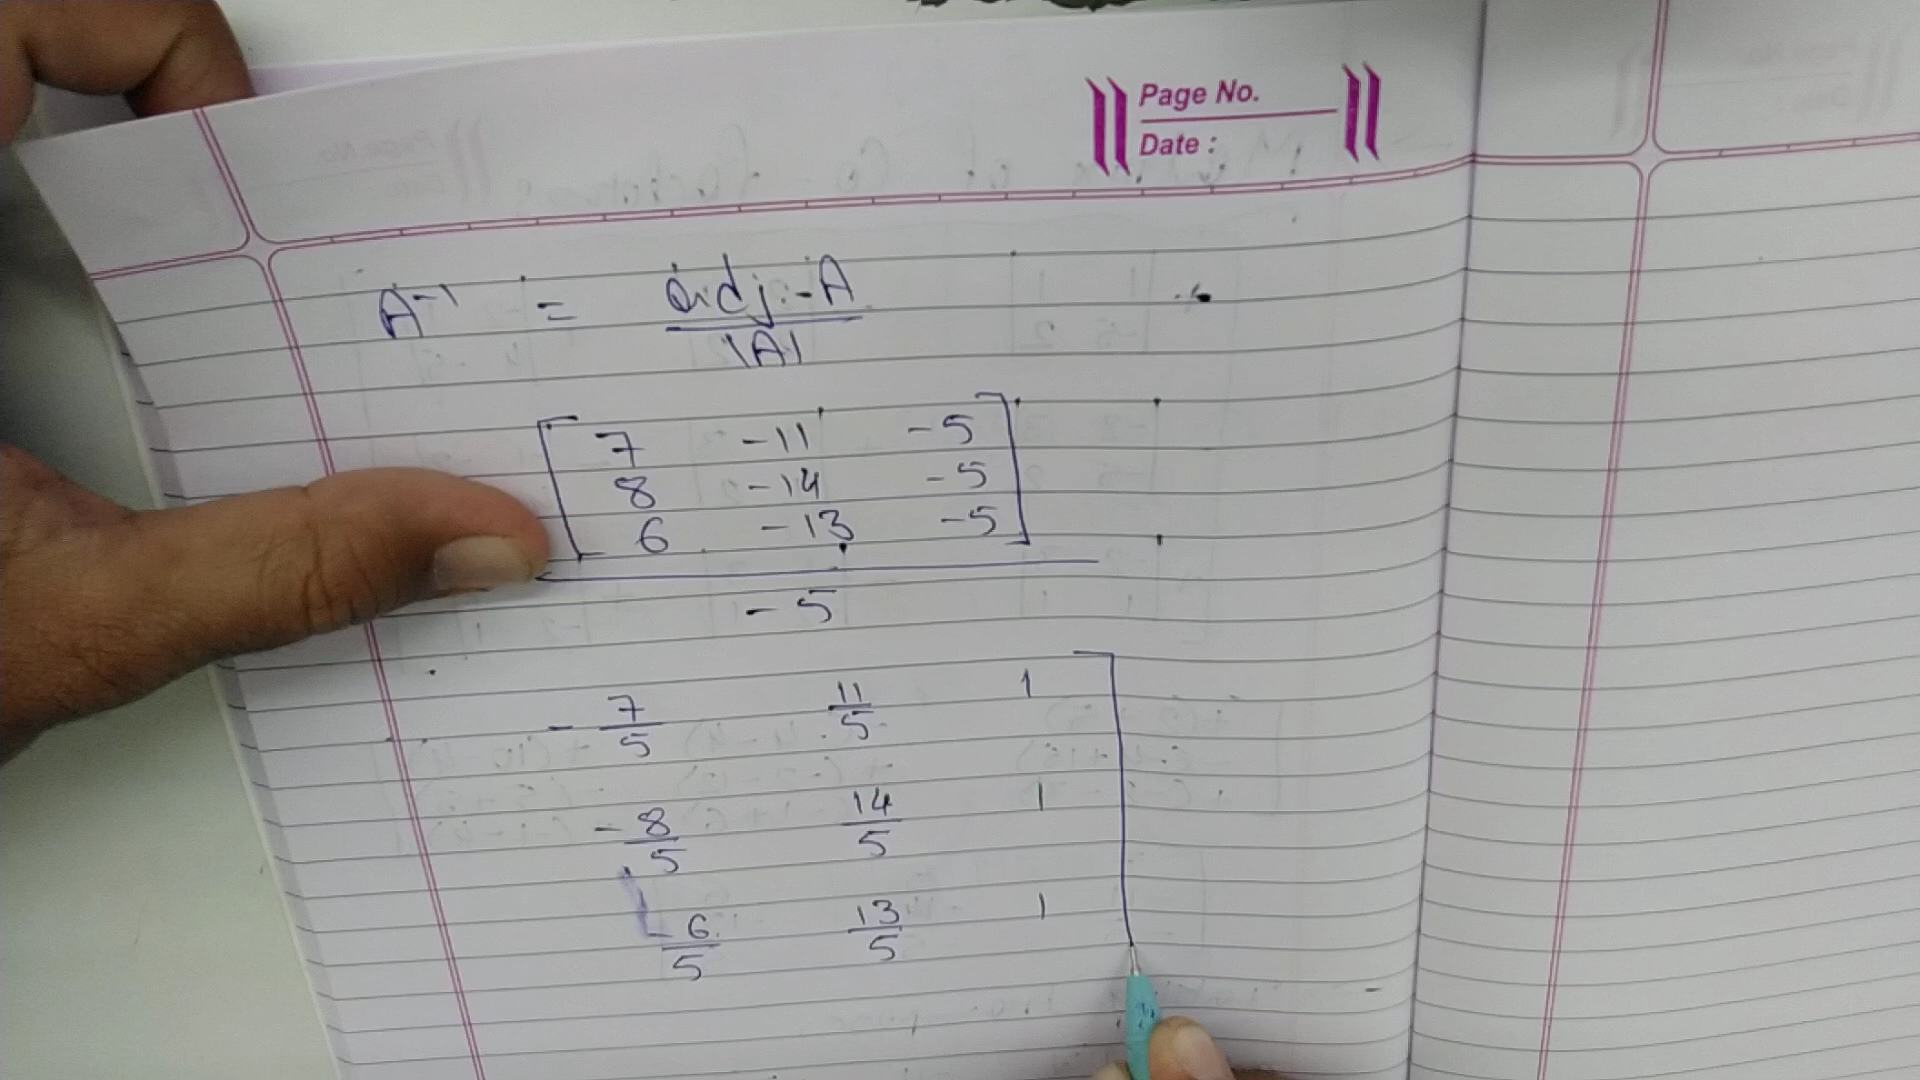 Page No.
Date :
A⁻¹ = adj.-A
|A|
7 -11 -5
8 -14 -5
6 -13 -5
-5
-7/5 11/5 1
-8/5 14/5 1
-6/5 13/5 1